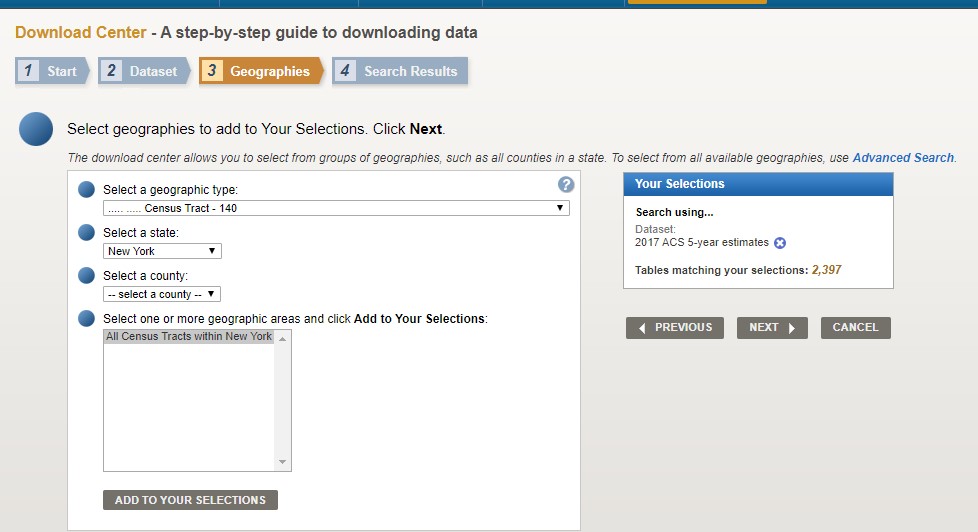 Download Center - A step-by-step guide to downloading data
1 Start 2 Dataset 3 Geographies 4 Search Results
Select geographies to add to Your Selections. Click Next.
The download center allows you to select from groups of geographies, such as all counties in a state. To select from all available geographies, use Advanced Search.
Select a geographic type:
..... ..... Census Tract - 140
Select a state:
New York
Select a county:
-- select a county --
Select one or more geographic areas and click Add to Your Selections:
All Census Tracts within New York
ADD TO YOUR SELECTIONS
?
Your Selections
Search using...
Dataset:
2017 ACS 5-year estimates
Tables matching your selections: 2,397
PREVIOUS NEXT CANCEL